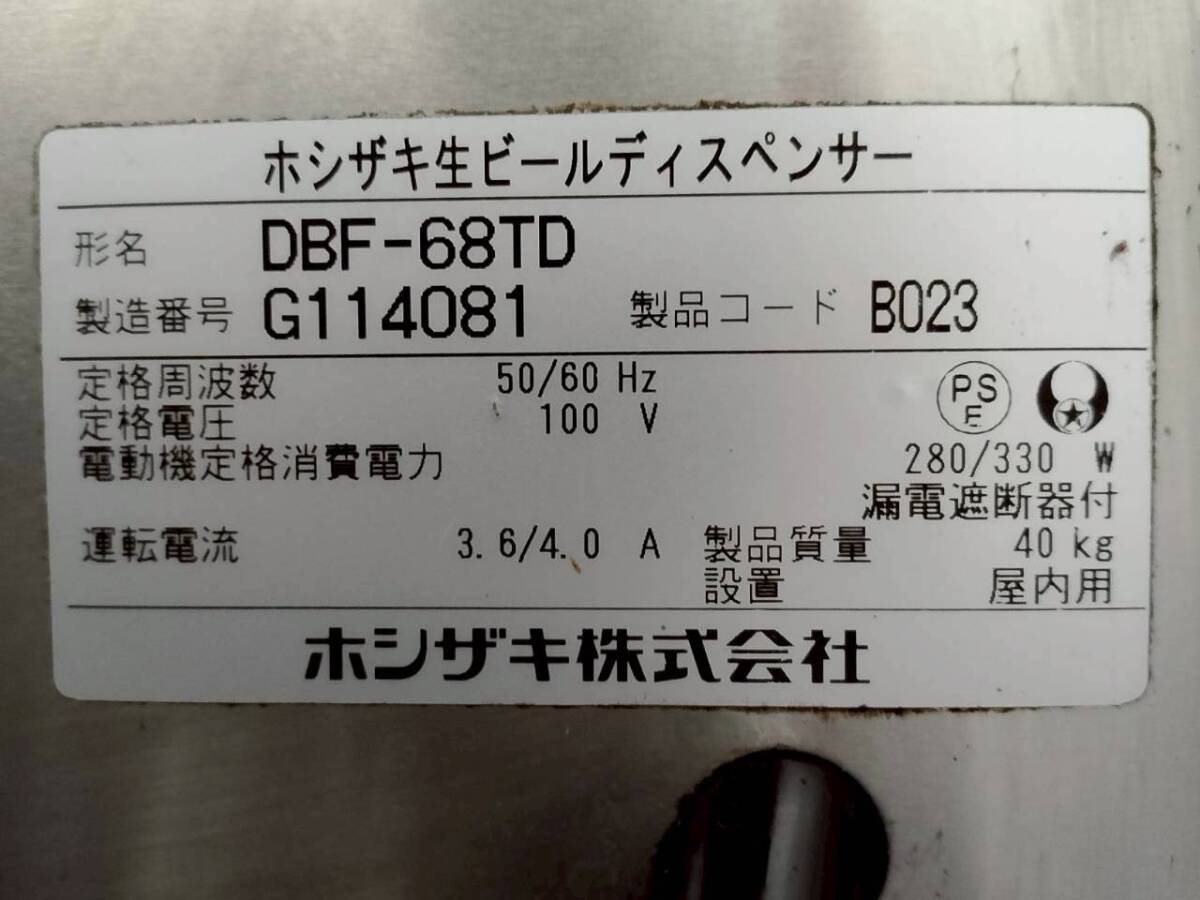 ホシザキ生ビールディスペンサー
形名 DBF-68TD
製造番号 G114081 製品コード B023
定格周波数 50/60 Hz
定格電圧 100 V
PS
E
電動機定格消費電力 280/330 W
漏電遮断器付
運転電流 3.6/4.0 A 製品質量 40 kg
設置 屋内用
ホシザキ株式会社